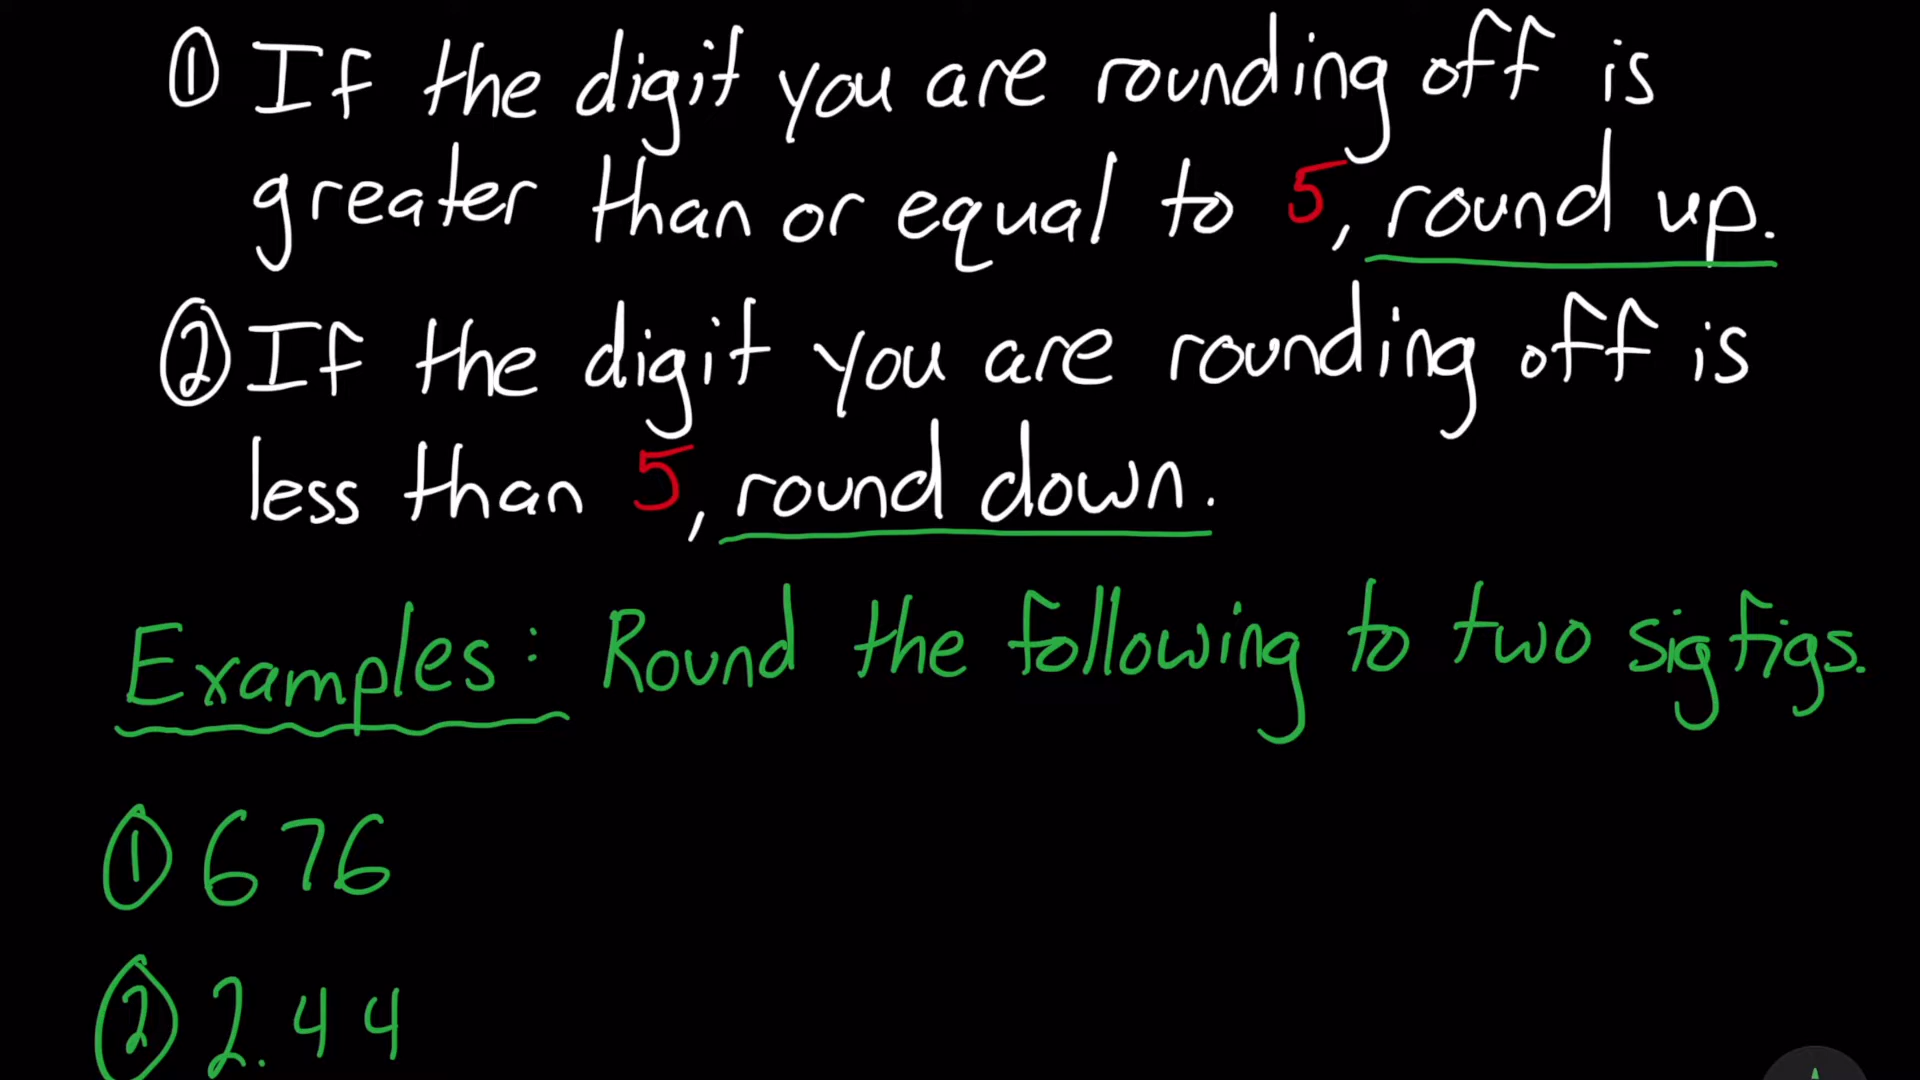 ① If the digit you are rounding off is
greater than or equal to 5, round up.
② If the digit you are rounding off is
less than 5, round down.
Examples: Round the following to two sig figs.
① 676
② 2.44